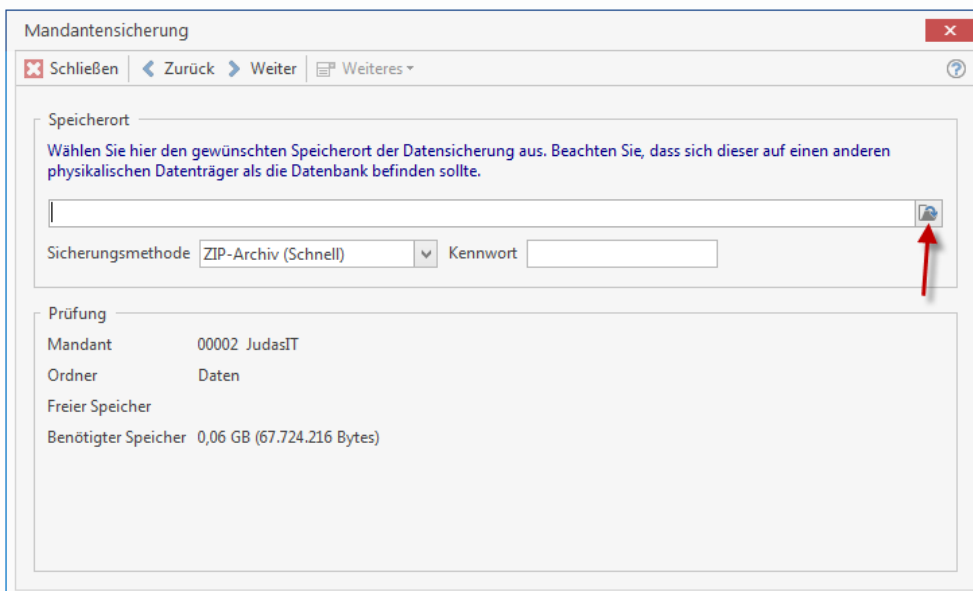 Mandantensicherung
Schließen Zurück Weiter Weiteres
Speicherort
Wählen Sie hier den gewünschten Speicherort der Datensicherung aus. Beachten Sie, dass sich dieser auf einen anderen
physikalischen Datenträger als die Datenbank befinden sollte.
Sicherungsmethode ZIP-Archiv (Schnell) Kennwort
Prüfung
Mandant 00002 JudasIT
Ordner Daten
Freier Speicher
Benötigter Speicher 0,06 GB (67.724.216 Bytes)